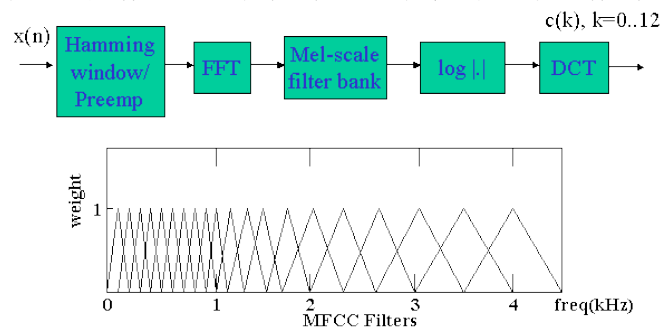 x(n)
Hamming
window/
Preemp
FFT
Mel-scale
filter bank
log |.|
DCT
c(k), k=0..12
weight
1
0
1
2
3
4
freq(kHz)
MFCC Filters